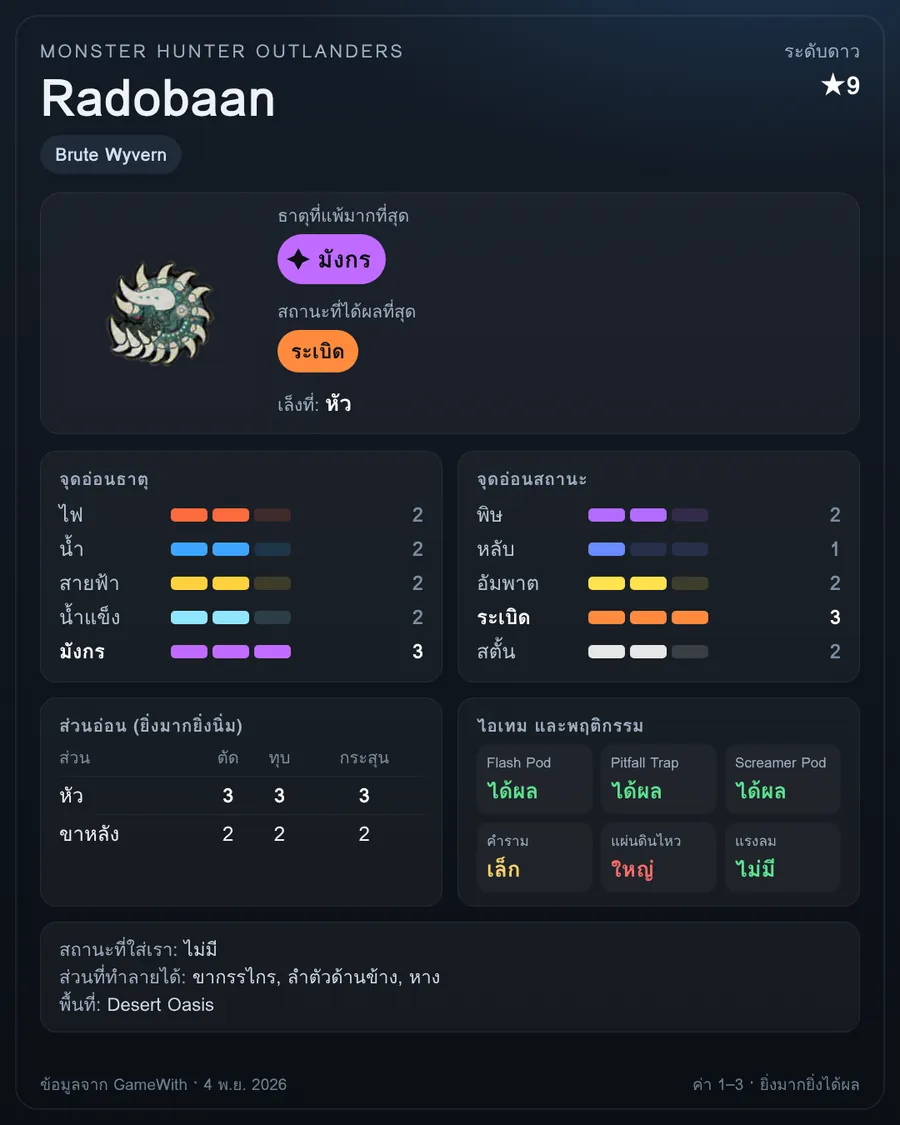 MONSTER HUNTER OUTLANDERS
ระดับดาว
Radobaan
★9
Brute Wyvern
ธาตุที่แพ้มากที่สุด
✦ มังกร
สถานะที่ได้ผลที่สุด
ระเบิด
เล็งที่: หัว
จุดอ่อนธาตุ
ไฟ 2
น้ำ 2
สายฟ้า 2
น้ำแข็ง 2
มังกร 3
จุดอ่อนสถานะ
พิษ 2
หลับ 1
อัมพาต 2
ระเบิด 3
สตั้น 2
ส่วนอ่อน (ยิ่งมากยิ่งนิ่ม)
ส่วน ตัด ทุบ กระสุน
หัว 3 3 3
ขาหลัง 2 2 2
ไอเทม และพฤติกรรม
Flash Pod Pitfall Trap Screamer Pod
ได้ผล ได้ผล ได้ผล
คำราม แผ่นดินไหว แรงลม
เล็ก ใหญ่ ไม่มี
สถานะที่ใส่เรา: ไม่มี
ส่วนที่ทำลายได้: ขากรรไกร, ลำตัวด้านข้าง, หาง
พื้นที่: Desert Oasis
ข้อมูลจาก GameWith · 4 พ.ย. 2026
ค่า 1–3 · ยิ่งมากยิ่งได้ผล